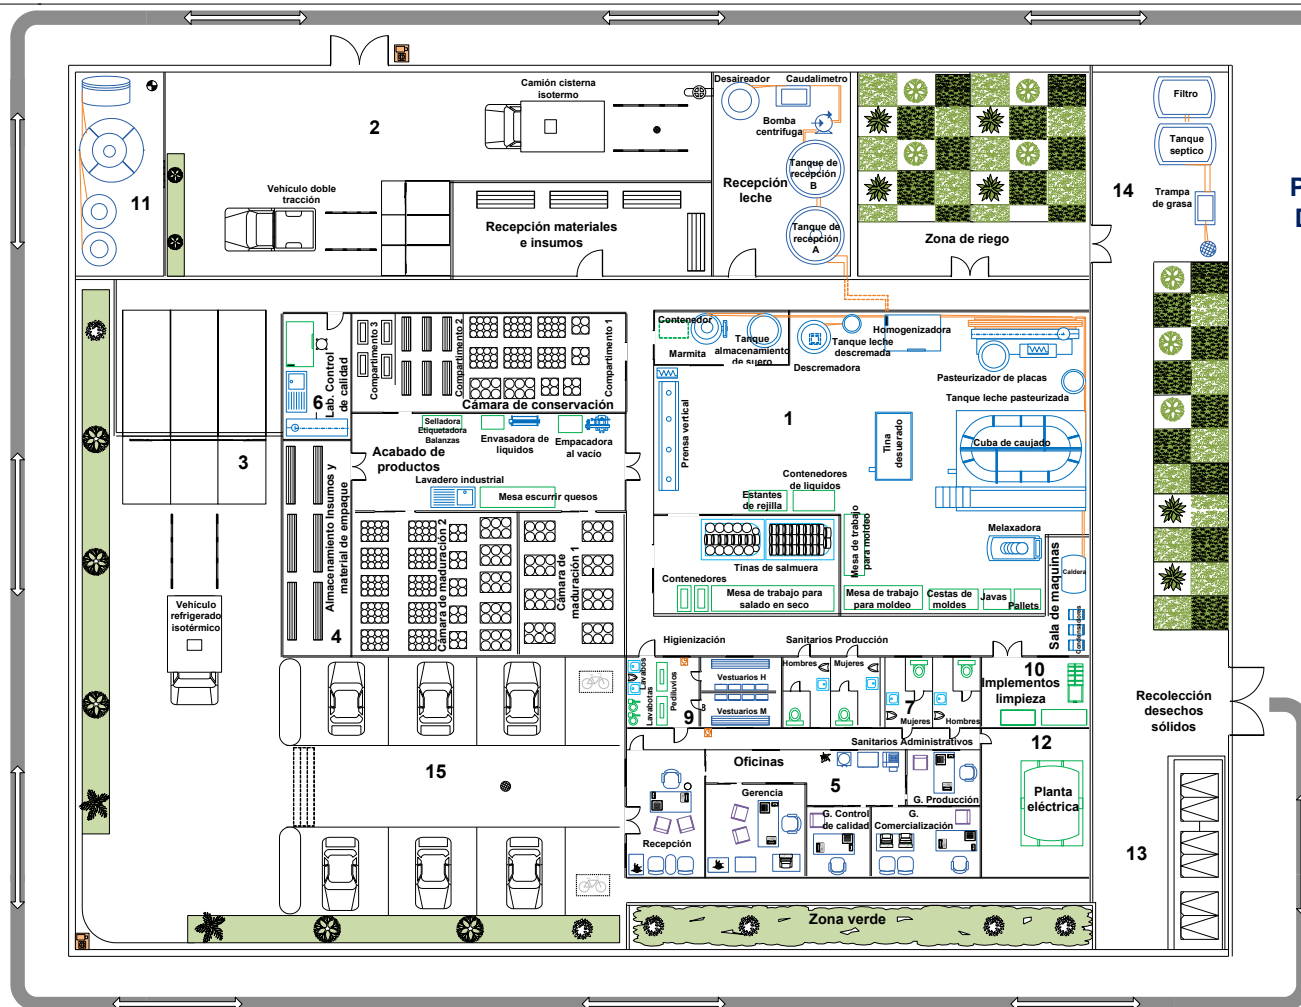 Camión cisterna
isotermo
2
Desaireador
Caudalimetro
Bomba
centrifuga
Tanque de
recepción
B
Recepción
leche
Tanque de
recepción
A
Filtro
Tanque
septico
14
Trampa
de grasa
P
D
11
Vehículo doble
tracción
Recepción materiales
e insumos
Zona de riego
Contenedor
Marmita
Tanque
almacenamiento
de suero
Tanque leche
descremada
Descremadora
Homogenizadora
Pasteurizador de placas
Tanque leche pasteurizada
Compartimento 3
Compartimento 2
Compartimento 1
Lab. Control
de calidad
6
Cámara de conservación
Selladora
Etiquetadora
Balanzas
Envasadora de
líquidos
Empacadora
al vacío
Acabado de
productos
Lavadero industrial
Mesa escurrir quesos
Prensa vertical
1
Tina
desuerado
Cuba de caujado
Contenedores
de liquidos
Estantes
de rejilla
3
Almacenamiento Insumos y
material de empaque
4
Cámara de maduración 2
Cámara de
maduración 1
Tinas de salmuera
Mesa de trabajo
para moldeo
Melaxadora
Contenedores
Mesa de trabajo para
salado en seco
Mesa de trabajo
para moldeo
Cestas de
moldes
Javas
Pallets
Sala de maquinas
Caldera
Condensadores
Vehículo
refrigerado
isotérmico
Higienización
Sanitarios Producción
Lavabos
Lavabotas
Pediluvios
9
Vestuarios H
8
Vestuarios M
Hombres
Mujeres
7
Mujeres
Hombres
10
Implementos
limpieza
Recolección
desechos
sólidos
Sanitarios Administrativos
12
15
Oficinas
5
Gerencia
G. Producción
Planta
eléctrica
G. Control
de calidad
G.
Comercialización
Recepción
13
Zona verde